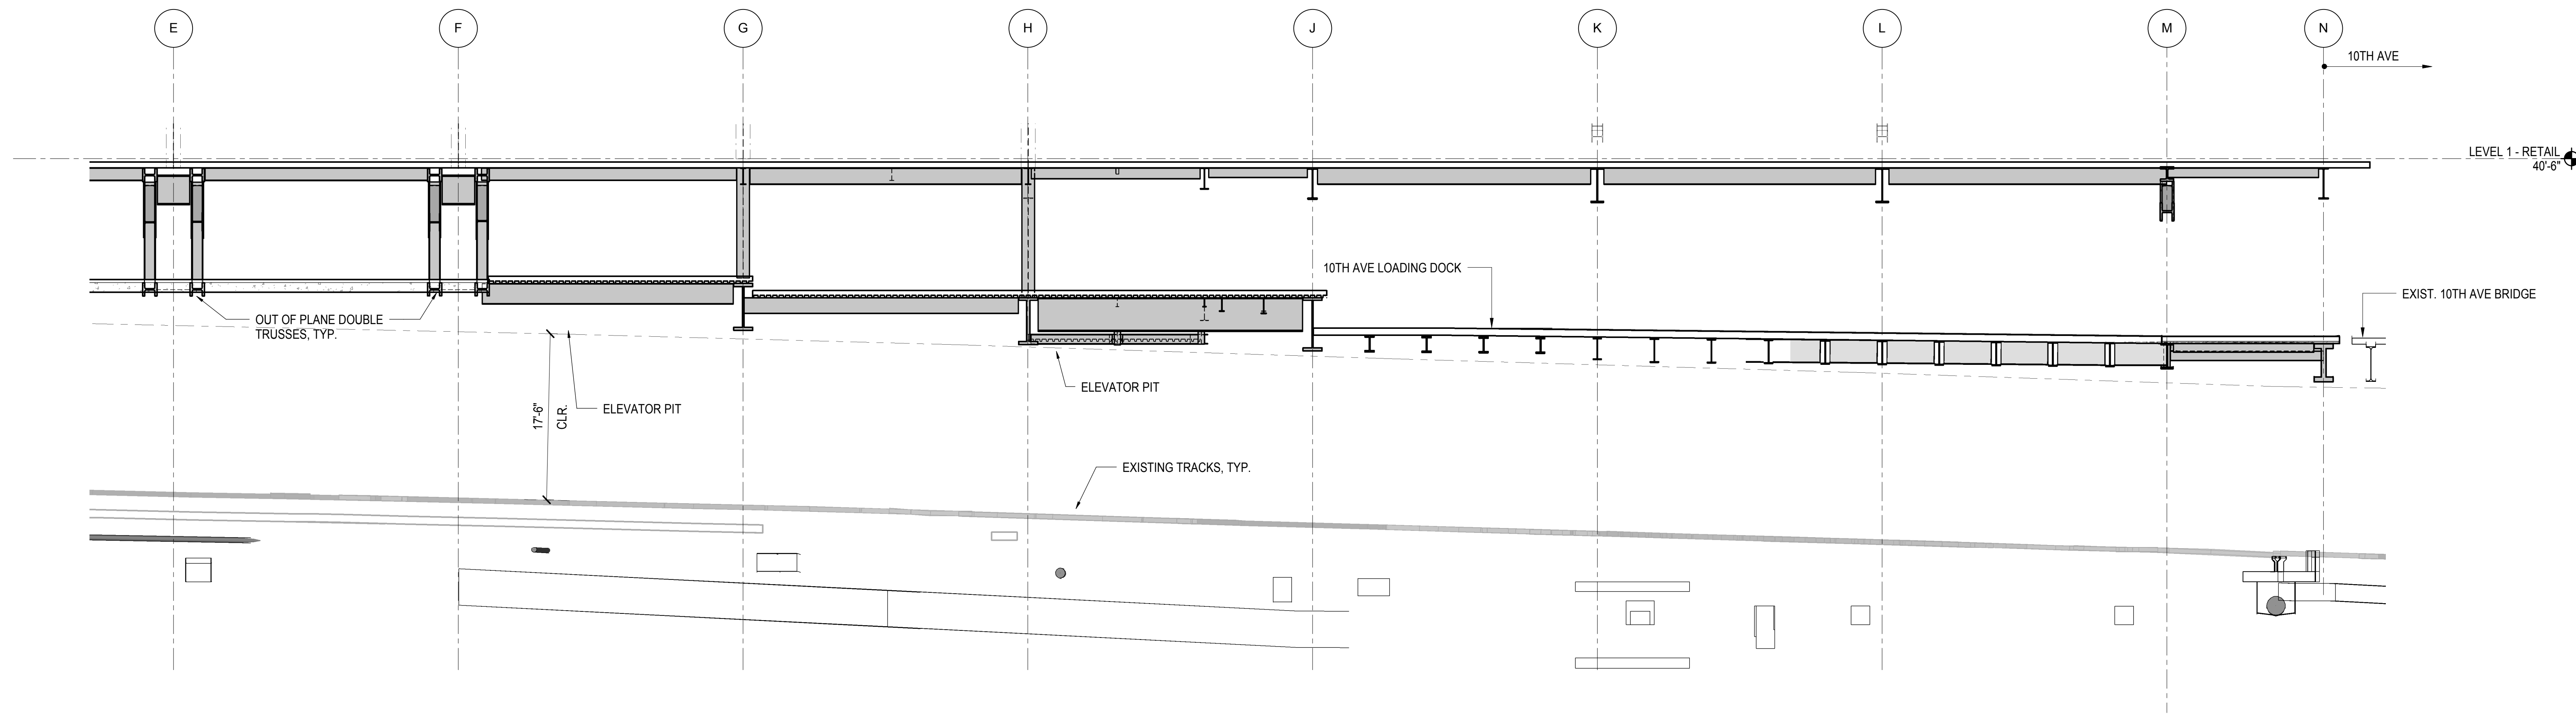 E
F
G
H
J
K
L
M
N
10TH AVE
LEVEL 1 - RETAIL
40'-6"
10TH AVE LOADING DOCK
EXIST. 10TH AVE BRIDGE
OUT OF PLANE DOUBLE
TRUSSES, TYP.
ELEVATOR PIT
17'-6"
CLR.
ELEVATOR PIT
EXISTING TRACKS, TYP.